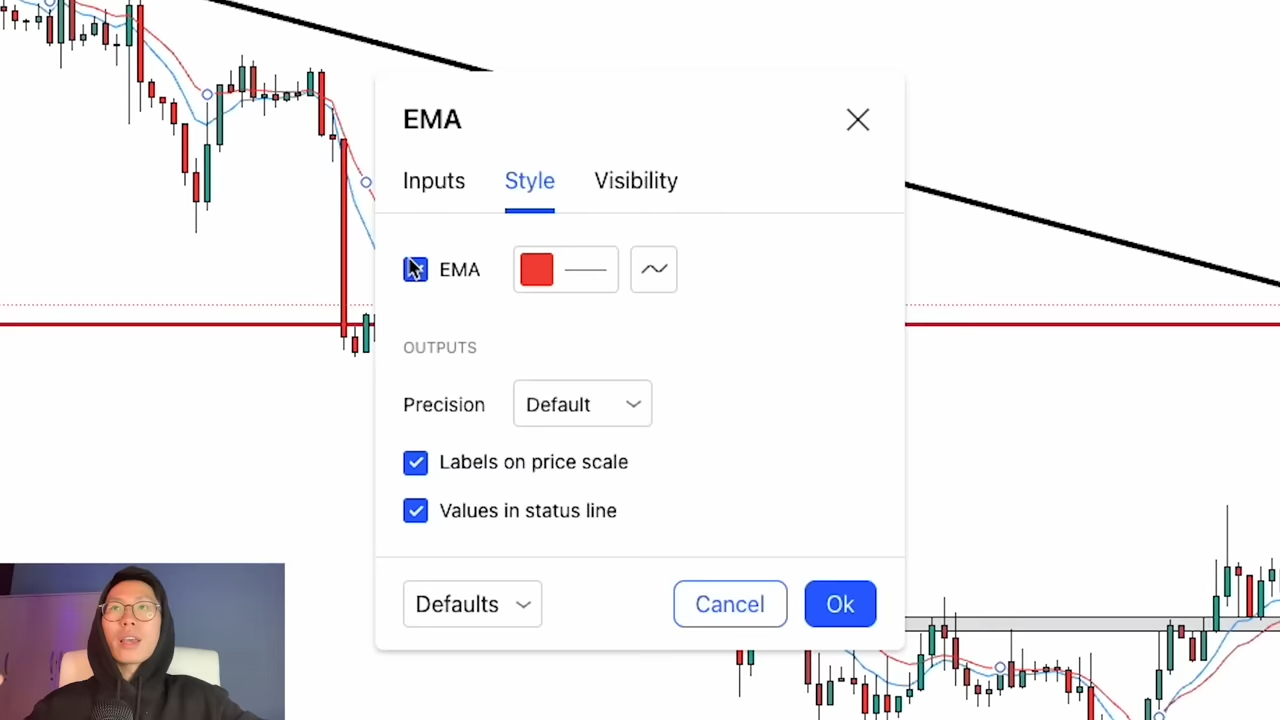 EMA
Inputs Style Visibility
EMA
OUTPUTS
Precision Default
Labels on price scale
Values in status line
Defaults Cancel Ok